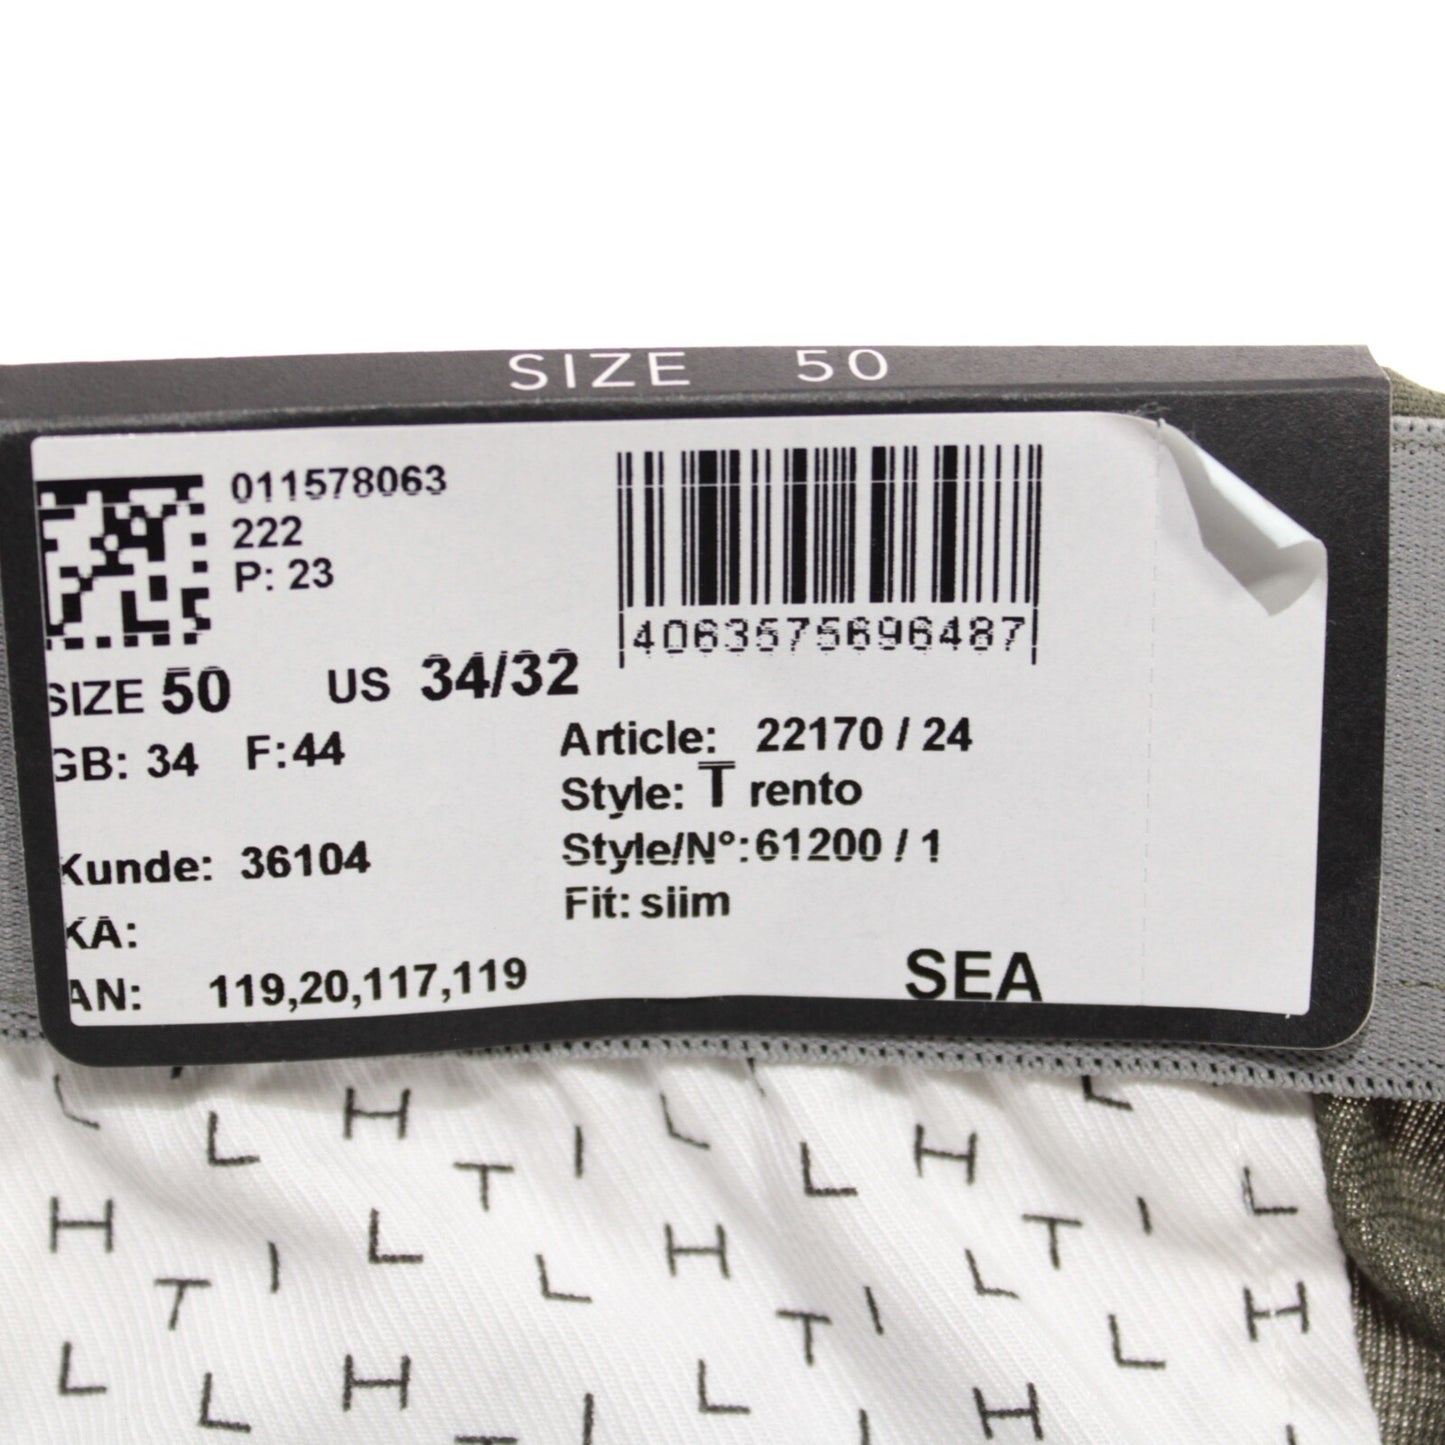 SIZE 50
011578063
222
P: 23
4063575696487
SIZE 50 US 34/32
GB: 34 F:44
Article: 22170 / 24
Style: T rento
Style/N°:61200 / 1
Fit: slim
Kunde: 36104
KA:
AN: 119,20,117,119
SEA
L L H T I L L H T I L
H T I L L H T I L L H
L L H T I L L H T I